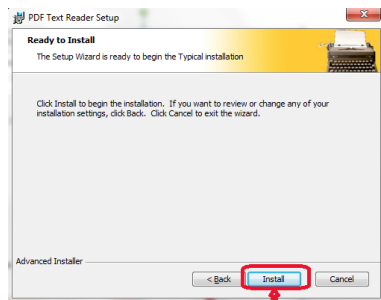 PDF Text Reader Setup
Ready to Install
The Setup Wizard is ready to begin the Typical installation
Click Install to begin the installation. If you want to review or change any of your
installation settings, click Back. Click Cancel to exit the wizard.
Advanced Installer
< Back Install Cancel